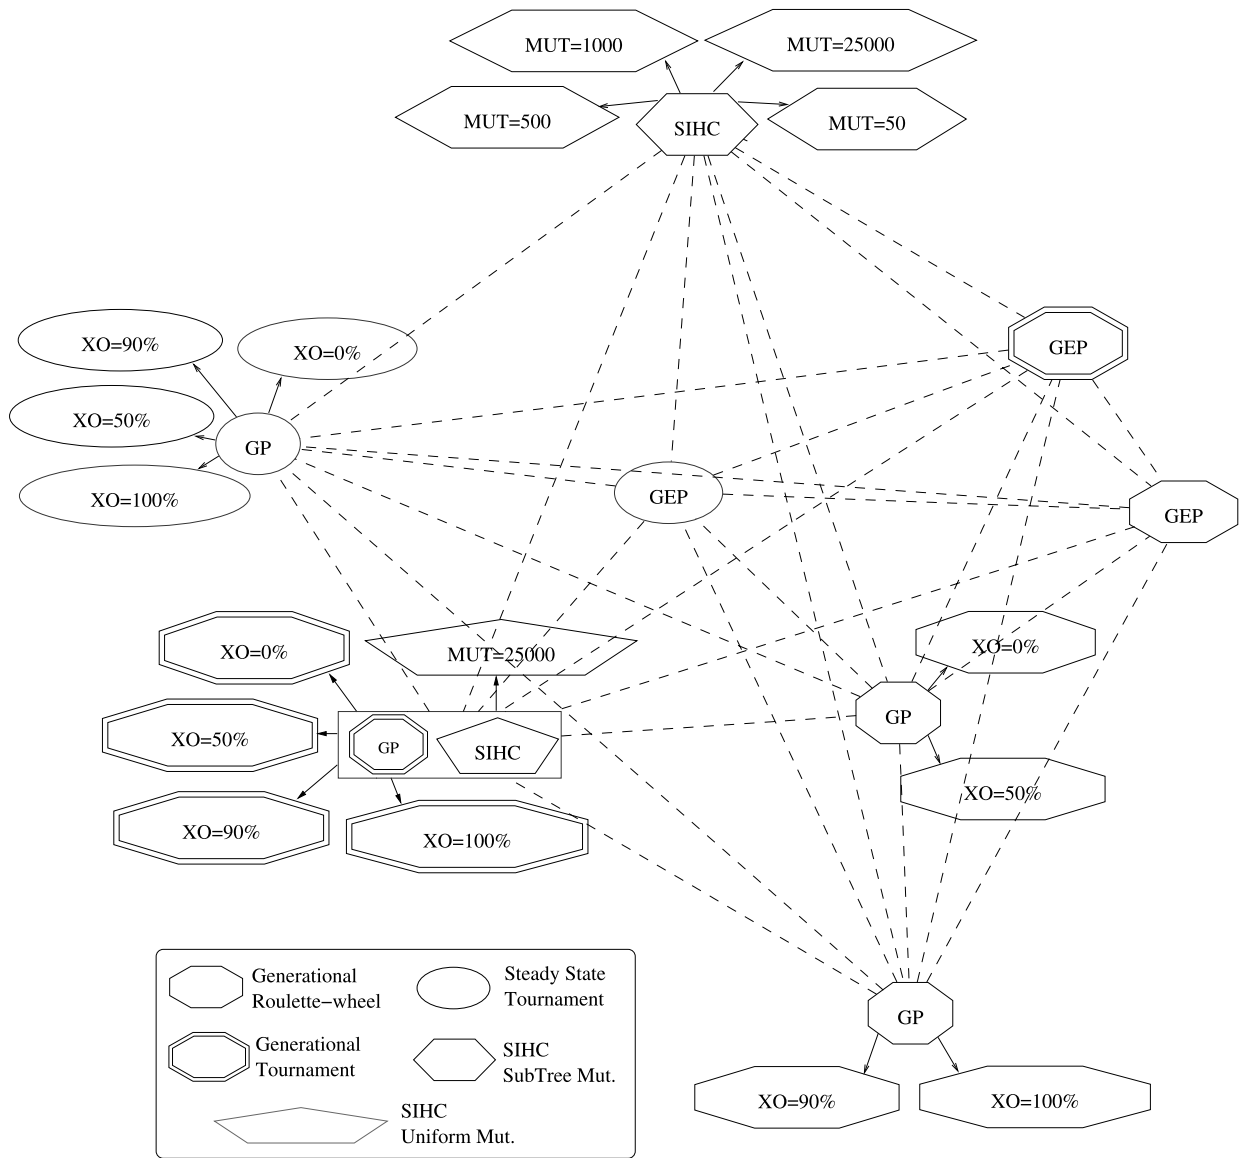 MUT=1000
MUT=25000
MUT=500
SIHC
MUT=50
XO=90%
XO=0%
GEP
XO=50%
GP
XO=100%
GEP
GEP
XO=0%
MUT=25000
XO=0%
XO=50%
GP
SIHC
GP
XO=90%
XO=100%
XO=50%
Generational
Roulette−wheel
Steady State
Tournament
Generational
Tournament
SIHC
SubTree Mut.
SIHC
Uniform Mut.
GP
XO=90%
XO=100%